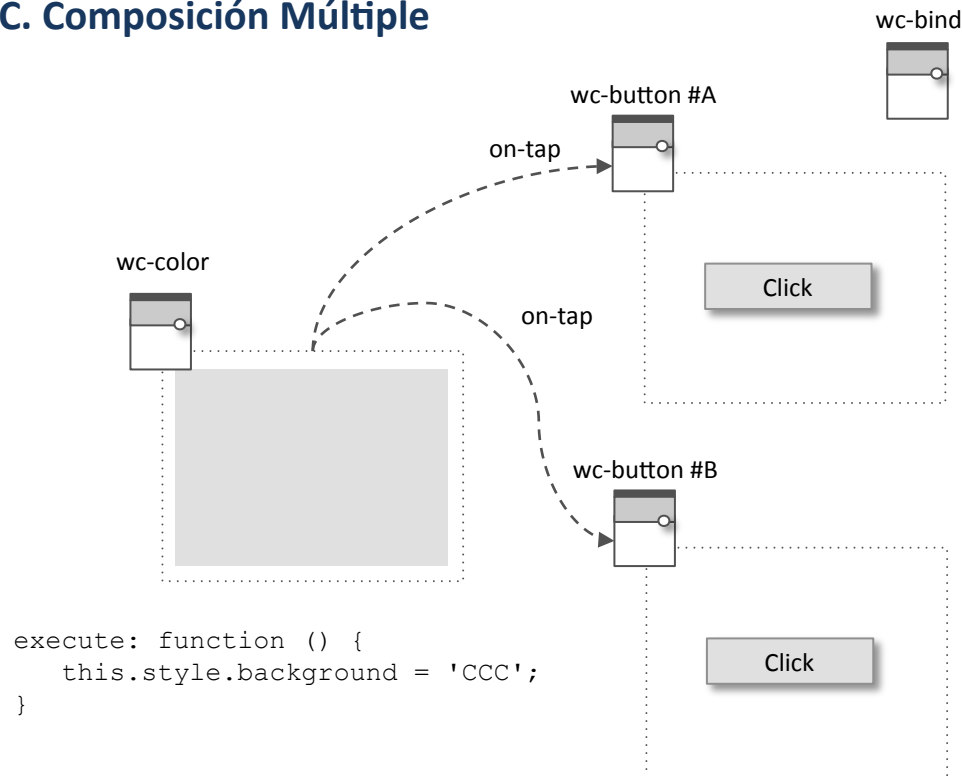 C. Composición Múltiple
wc-bind
wc-button #A
on-tap
wc-color
Click
on-tap
wc-button #B
execute: function () {
   this.style.background = 'CCC';
}
Click